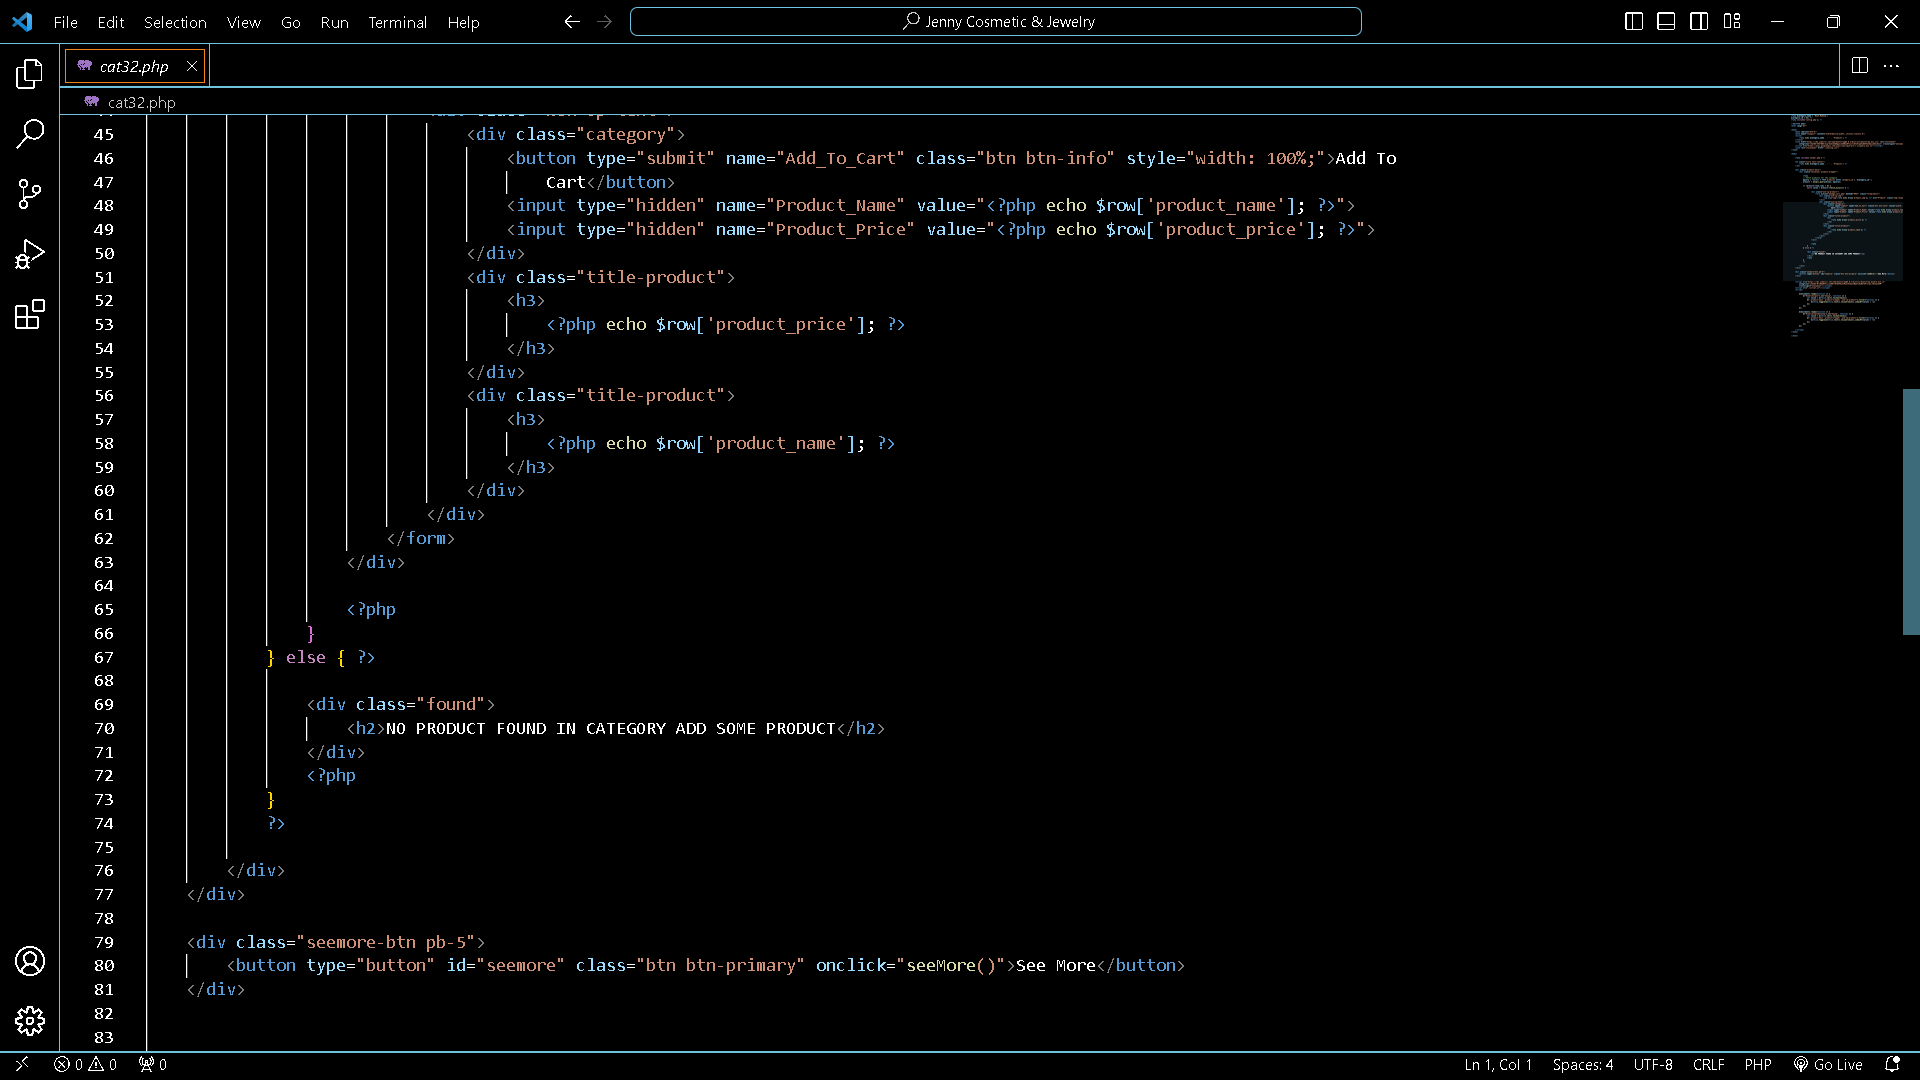 File Edit Selection View Go Run Terminal Help
Jenny Cosmetic & Jewelry
cat32.php
cat32.php
45 <div class="category">
46 <button type="submit" name="Add_To_Cart" class="btn btn-info" style="width: 100%;">Add To
47 Cart</button>
48 <input type="hidden" name="Product_Name" value="<?php echo $row['product_name']; ?>">
49 <input type="hidden" name="Product_Price" value="<?php echo $row['product_price']; ?>">
50 </div>
51 <div class="title-product">
52 <h3>
53 <?php echo $row['product_price']; ?>
54 </h3>
55 </div>
56 <div class="title-product">
57 <h3>
58 <?php echo $row['product_name']; ?>
59 </h3>
60 </div>
61 </div>
62 </form>
63 </div>
64
65 <?php
66 }
67 } else { ?>
68
69 <div class="found">
70 <h2>NO PRODUCT FOUND IN CATEGORY ADD SOME PRODUCT</h2>
71 </div>
72 <?php
73 }
74 ?>
75
76 </div>
77 </div>
78
79 <div class="seemore-btn pb-5">
80 <button type="button" id="seemore" class="btn btn-primary" onclick="seeMore()">See More</button>
81 </div>
82
83
0 0 0 Ln 1, Col 1 Spaces: 4 UTF-8 CRLF PHP Go Live